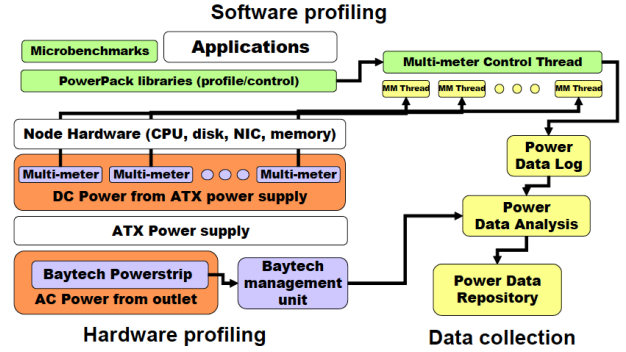 Software profiling
Microbenchmarks
Applications
PowerPack libraries (profile/control)
Multi-meter Control Thread
MM Thread
MM Thread
MM Thread
Node Hardware (CPU, disk, NIC, memory)
Multi-meter
Multi-meter
Multi-meter
DC Power from ATX power supply
ATX Power supply
Baytech Powerstrip
AC Power from outlet
Baytech
management
unit
Power
Data Log
Power
Data Analysis
Power Data
Repository
Hardware profiling
Data collection